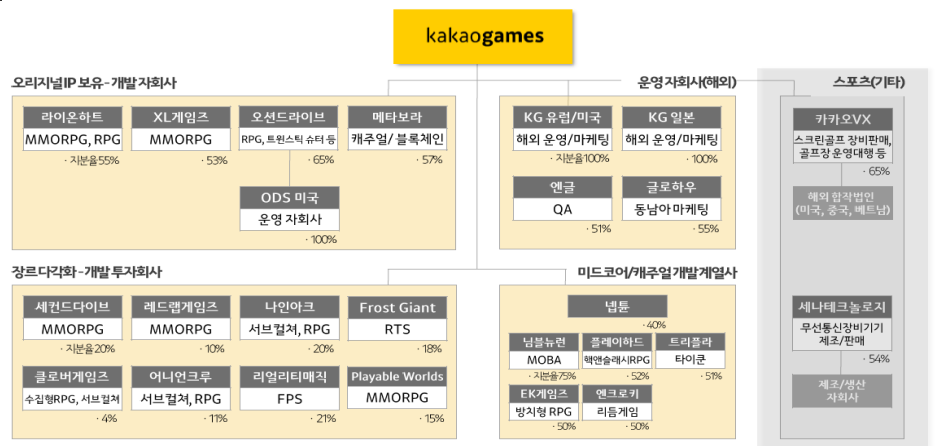 kakaogames
오리지널 IP 보유 - 개발 자회사
라이온하트
MMORPG, RPG
· 지분율 55%
XL게임즈
MMORPG
· 53%
오션드라이브
RPG, 트윈스틱 슈터 등
· 65%
메타보라
캐주얼/ 블록체인
· 57%
ODS 미국
운영 자회사
· 100%
운영 자회사(해외)
KG 유럽/미국
해외 운영/마케팅
· 지분율100%
KG 일본
해외 운영/마케팅
· 100%
엔글
QA
· 51%
글로하우
동남아 마케팅
· 55%
스포츠(기타)
카카오VX
스크린골프 장비판매,
골프장 운영대행 등
· 65%
해외 합작법인
(미국, 중국, 베트남)
세나테크놀로지
무선통신장비기기
제조/판매
· 54%
제조/생산
자회사
장르 다각화 - 개발 투자회사
세컨드다이브
MMORPG
· 지분율 20%
레드랩게임즈
MMORPG
· 10%
나인아크
서브컬쳐, RPG
· 20%
Frost Giant
RTS
· 18%
클로버게임즈
수집형RPG, 서브컬쳐
· 4%
어니언크루
서브컬쳐, RPG
· 11%
리얼리티매직
FPS
· 21%
Playable Worlds
MMORPG
· 15%
미드코어/캐주얼 개발 계열사
넵튠
· 40%
님블뉴런
MOBA
· 지분율75%
플레이하드
핵앤슬래시RPG
· 52%
트리플라
타이쿤
· 51%
EK게임즈
방치형 RPG
· 50%
엔크로키
리듬게임
· 50%